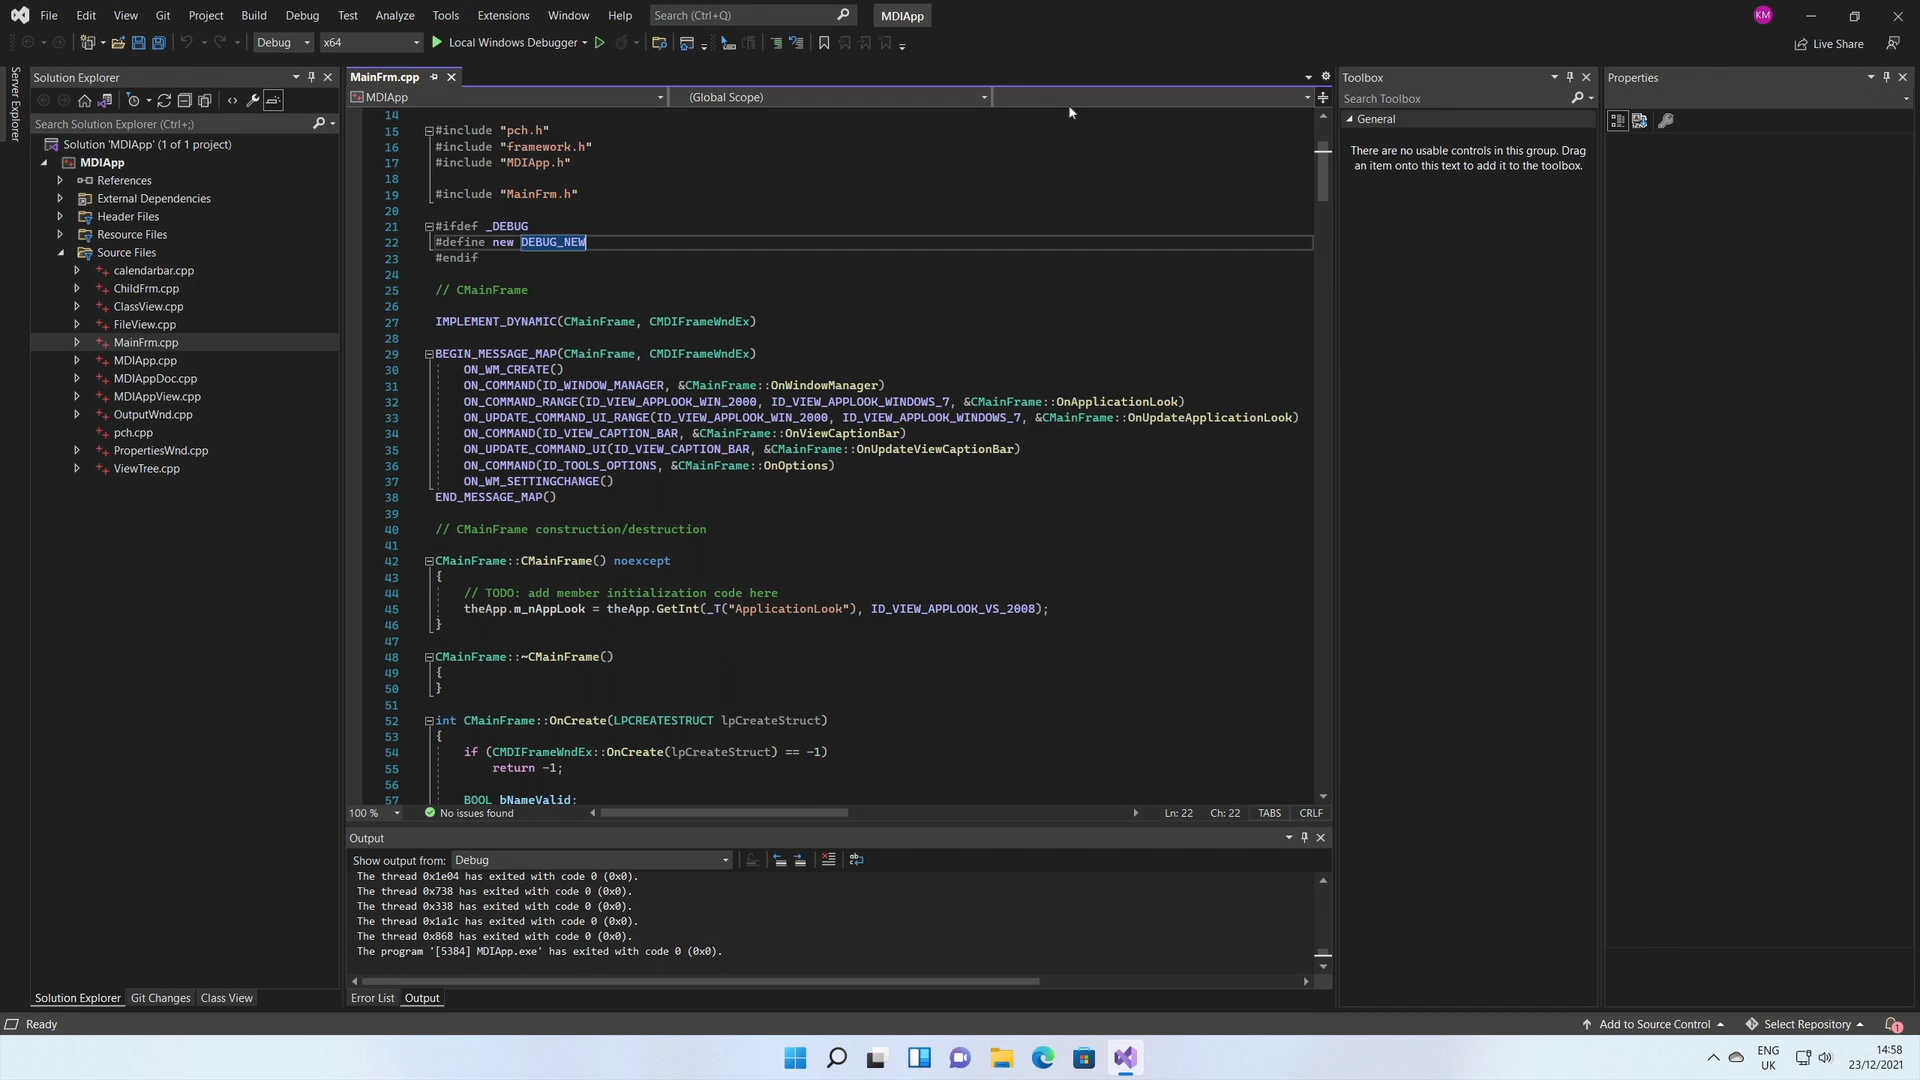 File Edit View Git Project Build Debug Test Analyze Tools Extensions Window Help Search (Ctrl+Q) MDIApp KM
Debug x64 Local Windows Debugger Live Share
Server Explorer
Solution Explorer
Search Solution Explorer (Ctrl+;)
Solution 'MDIApp' (1 of 1 project)
MDIApp
References
External Dependencies
Header Files
Resource Files
Source Files
calendarbar.cpp
ChildFrm.cpp
ClassView.cpp
FileView.cpp
MainFrm.cpp
MDIApp.cpp
MDIAppDoc.cpp
MDIAppView.cpp
OutputWnd.cpp
pch.cpp
PropertiesWnd.cpp
ViewTree.cpp
Solution Explorer Git Changes Class View
MainFrm.cpp
MDIApp (Global Scope)
14
15 #include "pch.h"
16 #include "framework.h"
17 #include "MDIApp.h"
18
19 #include "MainFrm.h"
20
21 #ifdef _DEBUG
22 #define new DEBUG_NEW
23 #endif
24
25 // CMainFrame
26
27 IMPLEMENT_DYNAMIC(CMainFrame, CMDIFrameWndEx)
28
29 BEGIN_MESSAGE_MAP(CMainFrame, CMDIFrameWndEx)
30 ON_WM_CREATE()
31 ON_COMMAND(ID_WINDOW_MANAGER, &CMainFrame::OnWindowManager)
32 ON_COMMAND_RANGE(ID_VIEW_APPLOOK_WIN_2000, ID_VIEW_APPLOOK_WINDOWS_7, &CMainFrame::OnApplicationLook)
33 ON_UPDATE_COMMAND_UI_RANGE(ID_VIEW_APPLOOK_WIN_2000, ID_VIEW_APPLOOK_WINDOWS_7, &CMainFrame::OnUpdateApplicationLook)
34 ON_COMMAND(ID_VIEW_CAPTION_BAR, &CMainFrame::OnViewCaptionBar)
35 ON_UPDATE_COMMAND_UI(ID_VIEW_CAPTION_BAR, &CMainFrame::OnUpdateViewCaptionBar)
36 ON_COMMAND(ID_TOOLS_OPTIONS, &CMainFrame::OnOptions)
37 ON_WM_SETTINGCHANGE()
38 END_MESSAGE_MAP()
39
40 // CMainFrame construction/destruction
41
42 CMainFrame::CMainFrame() noexcept
43 {
44 // TODO: add member initialization code here
45 theApp.m_nAppLook = theApp.GetInt(_T("ApplicationLook"), ID_VIEW_APPLOOK_VS_2008);
46 }
47
48 CMainFrame::~CMainFrame()
49 {
50 }
51
52 int CMainFrame::OnCreate(LPCREATESTRUCT lpCreateStruct)
53 {
54 if (CMDIFrameWndEx::OnCreate(lpCreateStruct) == -1)
55 return -1;
56
57 BOOL bNameValid;
100 % No issues found Ln: 22 Ch: 22 TABS CRLF
Output
Show output from: Debug
The thread 0x1e04 has exited with code 0 (0x0).
The thread 0x738 has exited with code 0 (0x0).
The thread 0x338 has exited with code 0 (0x0).
The thread 0x1a1c has exited with code 0 (0x0).
The thread 0x868 has exited with code 0 (0x0).
The program '[5384] MDIApp.exe' has exited with code 0 (0x0).
Error List Output
Toolbox
Search Toolbox
General
There are no usable controls in this group. Drag
an item onto this text to add it to the toolbox.
Properties
Ready Add to Source Control Select Repository 1
ENG
UK
14:58
23/12/2021